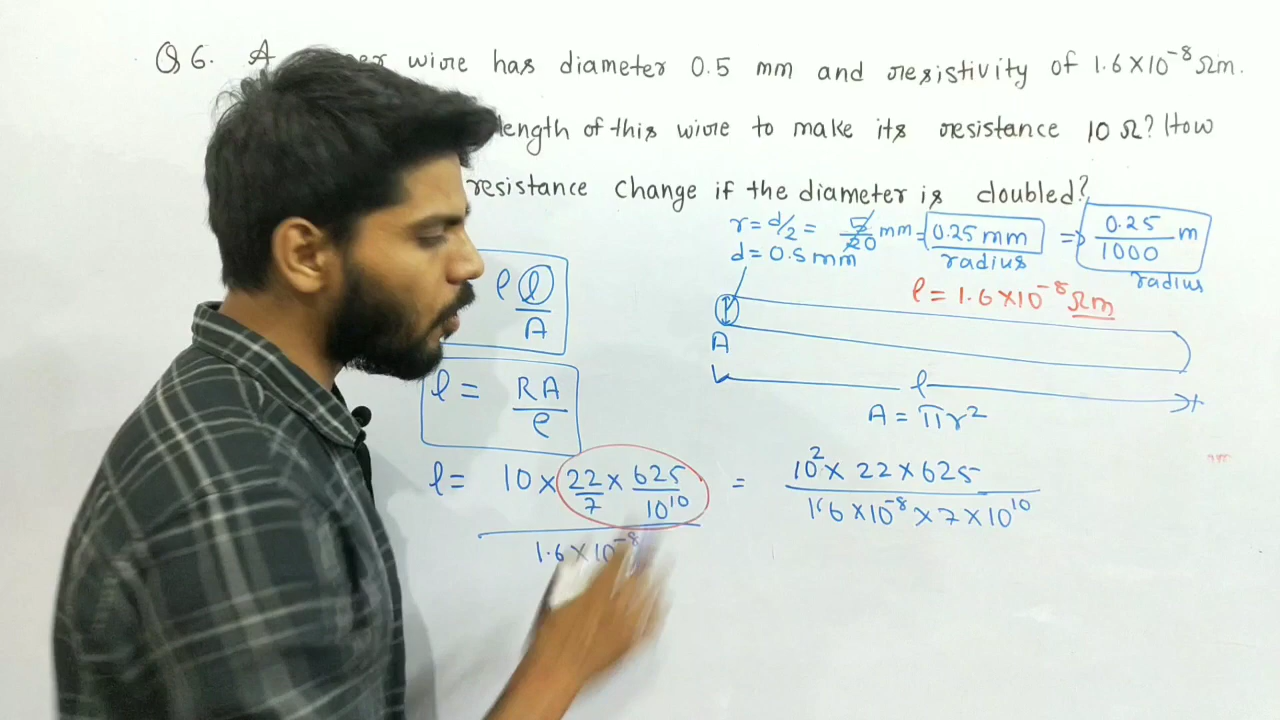 Q 6. A wire has diameter 0.5 mm and resistivity of 1.6×10⁻⁸ Ωm.
length of this wire to make its resistance 10 Ω? How
resistance change if the diameter is doubled?
r = d/2 = 5/20 mm = 0.25 mm => 0.25/1000 m
radius radius
d = 0.5 mm
ρ l/A
ρ = 1.6×10⁻⁸ Ωm
A
l = RA/ρ
l
A = πr²
l = 10 × 22/7 × 625/10¹⁰ / 1.6×10⁻⁸ = 10² × 22 × 625 / 16 × 10⁻⁸ × 7 × 10¹⁰